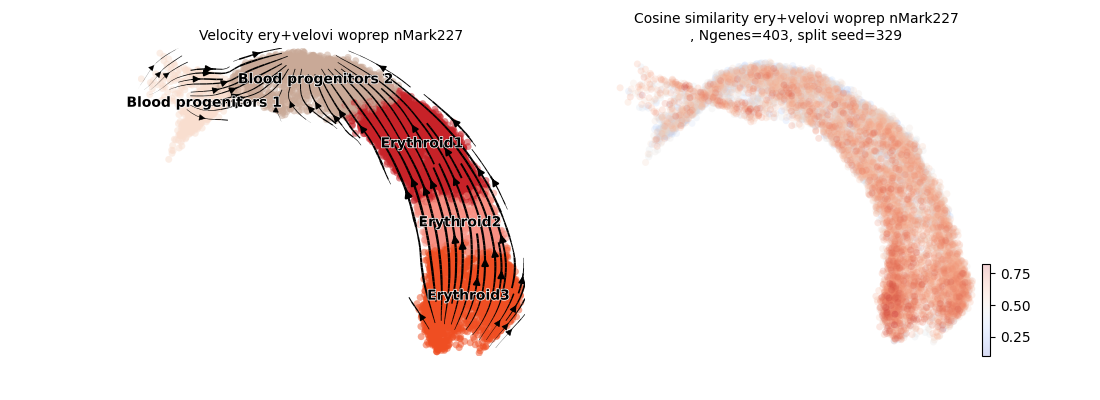 Velocity ery+velovi woprep nMark227
Blood progenitors 2
Blood progenitors 1
Erythroid1
Erythroid2
Erythroid3
Cosine similarity ery+velovi woprep nMark227
, Ngenes=403, split seed=329
0.75
0.50
0.25